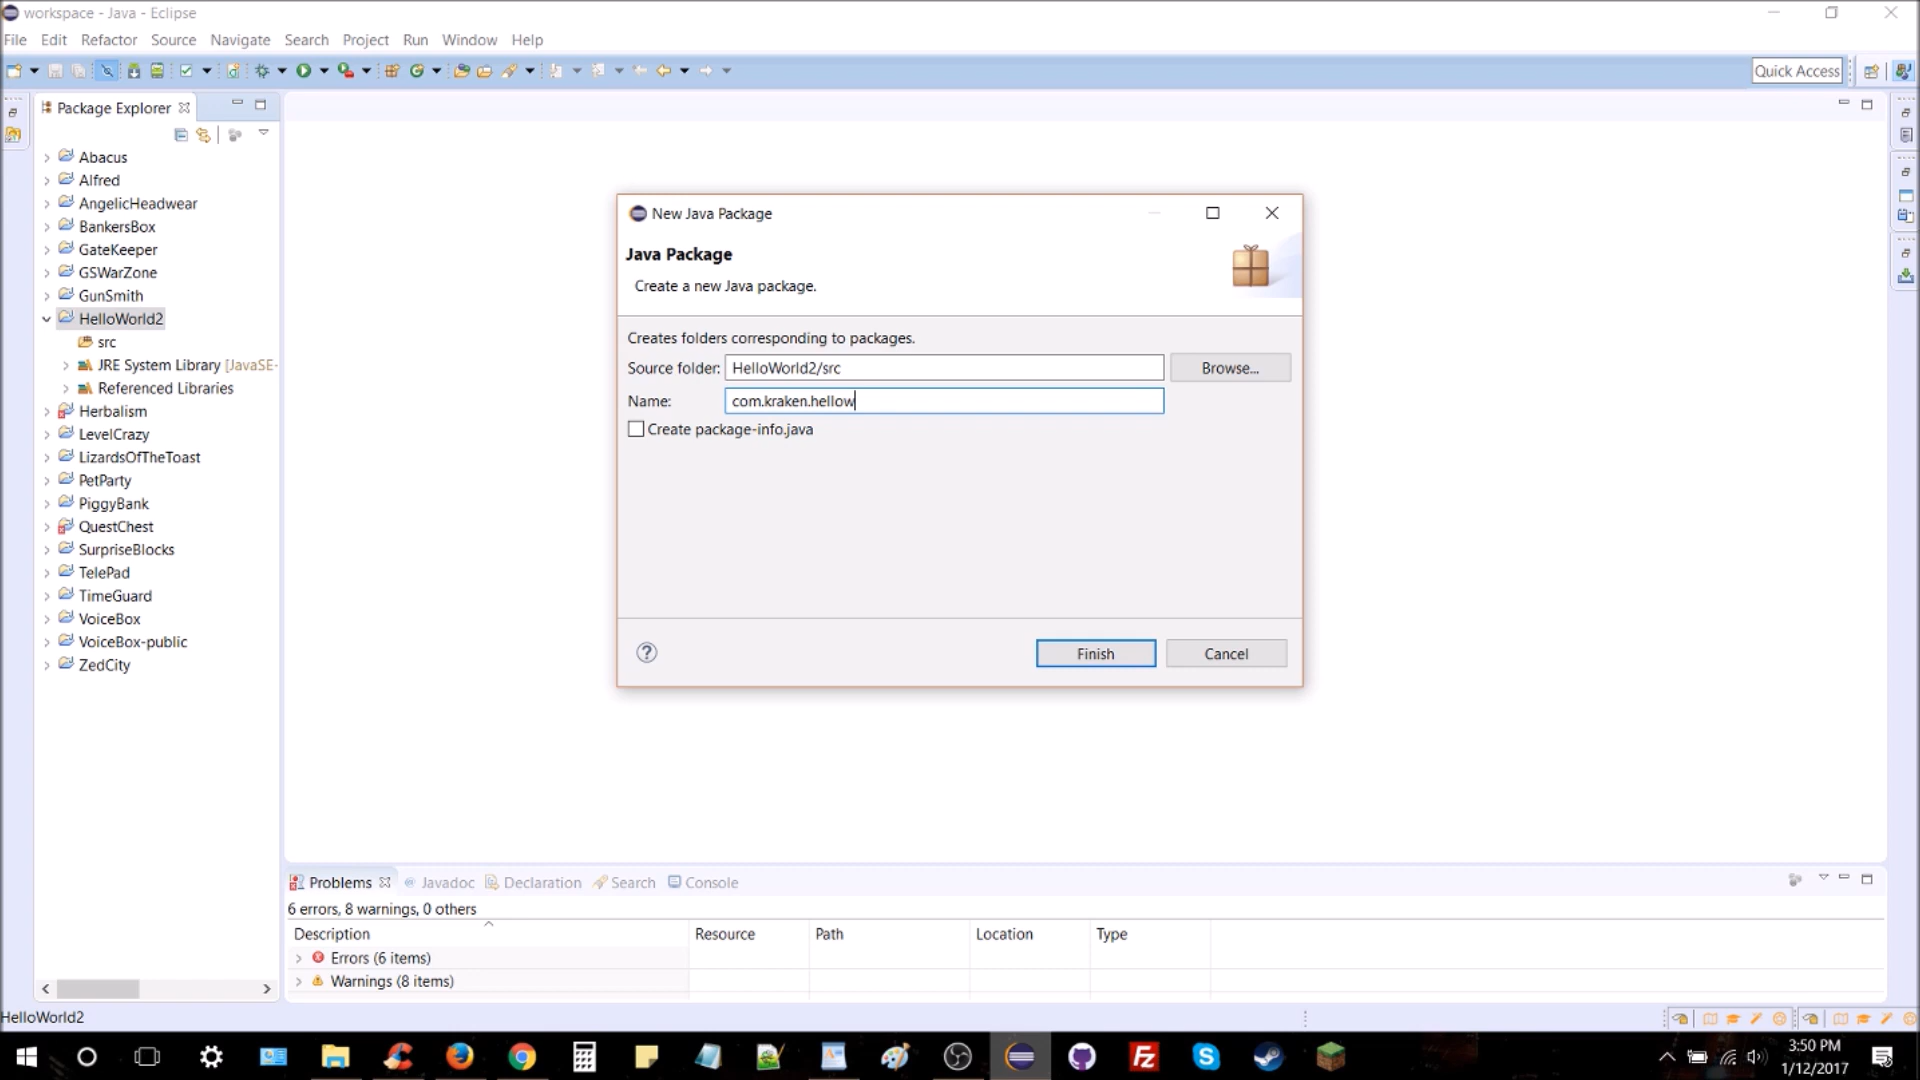 workspace - Java - Eclipse
File Edit Refactor Source Navigate Search Project Run Window Help
Quick Access
Package Explorer
Abacus
Alfred
AngelicHeadwear
BankersBox
GateKeeper
GSWarZone
GunSmith
HelloWorld2
src
JRE System Library [JavaSE-
Referenced Libraries
Herbalism
LevelCrazy
LizardsOfTheToast
PetParty
PiggyBank
QuestChest
SurpriseBlocks
TelePad
TimeGuard
VoiceBox
VoiceBox-public
ZedCity
New Java Package
Java Package
Create a new Java package.
Creates folders corresponding to packages.
Source folder: HelloWorld2/src Browse...
Name: com.kraken.hellow
Create package-info.java
? Finish Cancel
Problems @ Javadoc Declaration Search Console
6 errors, 8 warnings, 0 others
Description Resource Path Location Type
Errors (6 items)
Warnings (8 items)
HelloWorld2
Fz
3:50 PM
1/12/2017